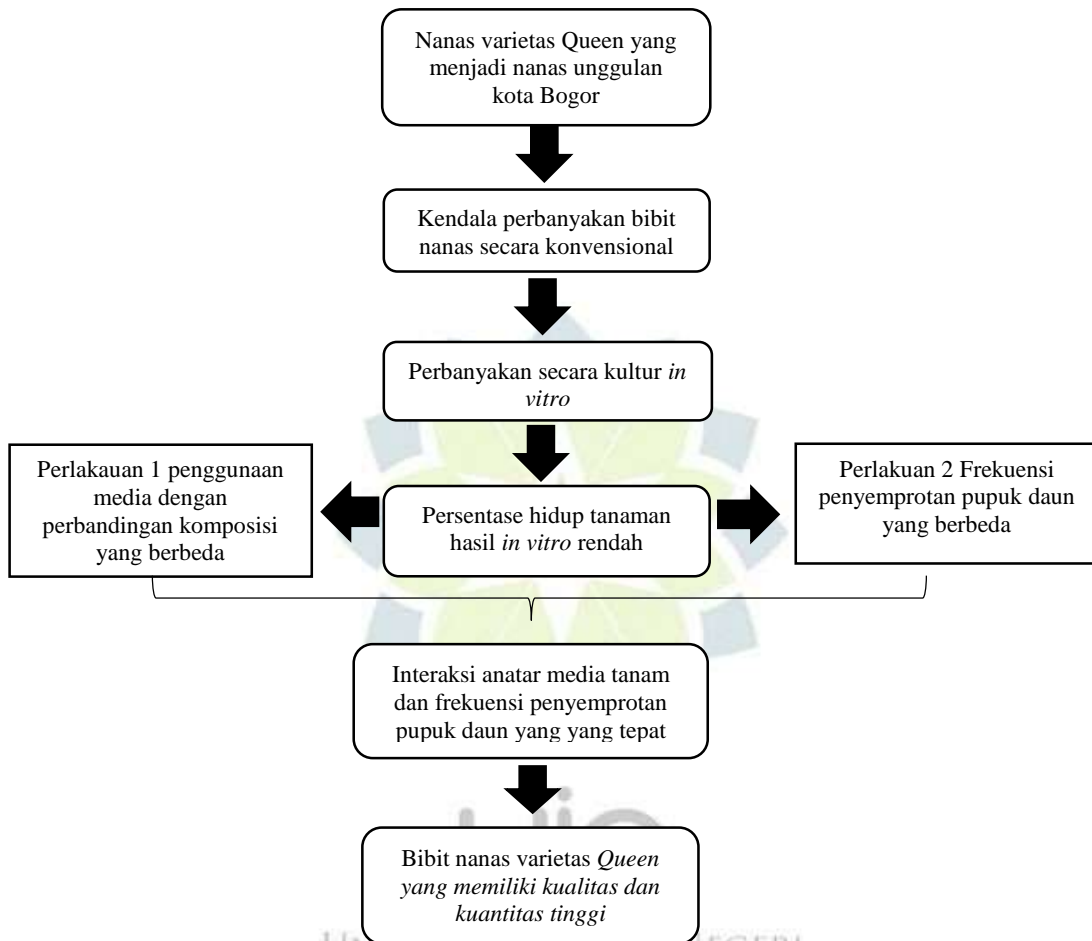 Nanas varietas Queen yang
menjadi nanas unggulan
kota Bogor
Kendala perbanyakan bibit
nanas secara konvensional
Perbanyakan secara kultur in
vitro
Perlakauan 1 penggunaan
media dengan
perbandingan komposisi
yang berbeda
Persentase hidup tanaman
hasil in vitro rendah
Perlakuan 2 Frekuensi
penyemprotan pupuk daun
yang berbeda
Interaksi anatar media tanam
dan frekuensi penyemprotan
pupuk daun yang yang tepat
Bibit nanas varietas Queen
yang memiliki kualitas dan
kuantitas tinggi